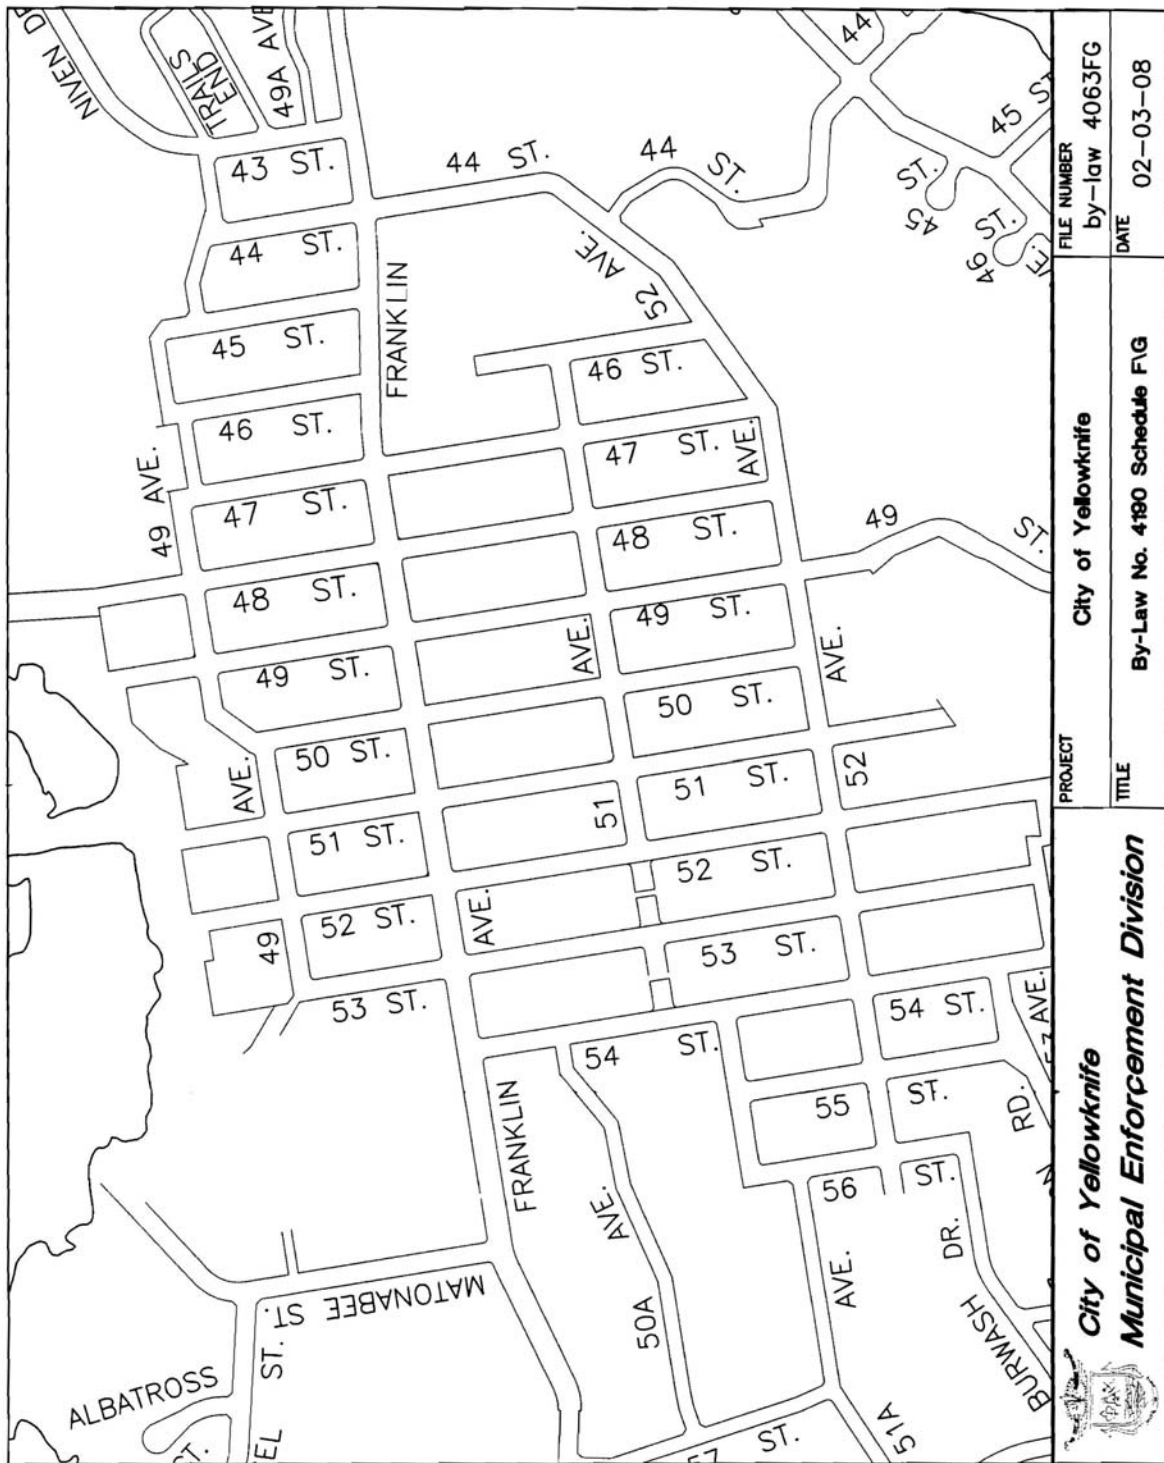 NIVEN
TRAILS
END
49A AVE
44
43 ST.
44 ST.
44
ST.
45 ST
44 ST.
45
ST.
46
ST.
E.
FRANKLIN
52 AVE.
45 ST.
46 ST.
46 ST.
49 AVE.
47 ST.
47 ST.
AVE.
48 ST.
48 ST.
49
ST.
49 ST.
AVE.
49 ST.
AVE.
50 ST.
50 ST.
AVE.
51 ST.
51
51 ST.
52
52 ST.
AVE.
52 ST.
49
53 ST.
53 ST.
54 ST.
54 ST.
AVE.
FRANKLIN
55 ST.
RD.
56 ST.
AVE.
50A
AVE.
DR.
BURWASH
MATONABEE ST.
ST.
ALBATROSS
ST.
EL
ST.
51A
City of Yellowknife
Municipal Enforcement Division
PROJECT
City of Yellowknife
TITLE
By-Law No. 4190 Schedule F\G
FILE NUMBER
by-law 4063FG
DATE
02-03-08